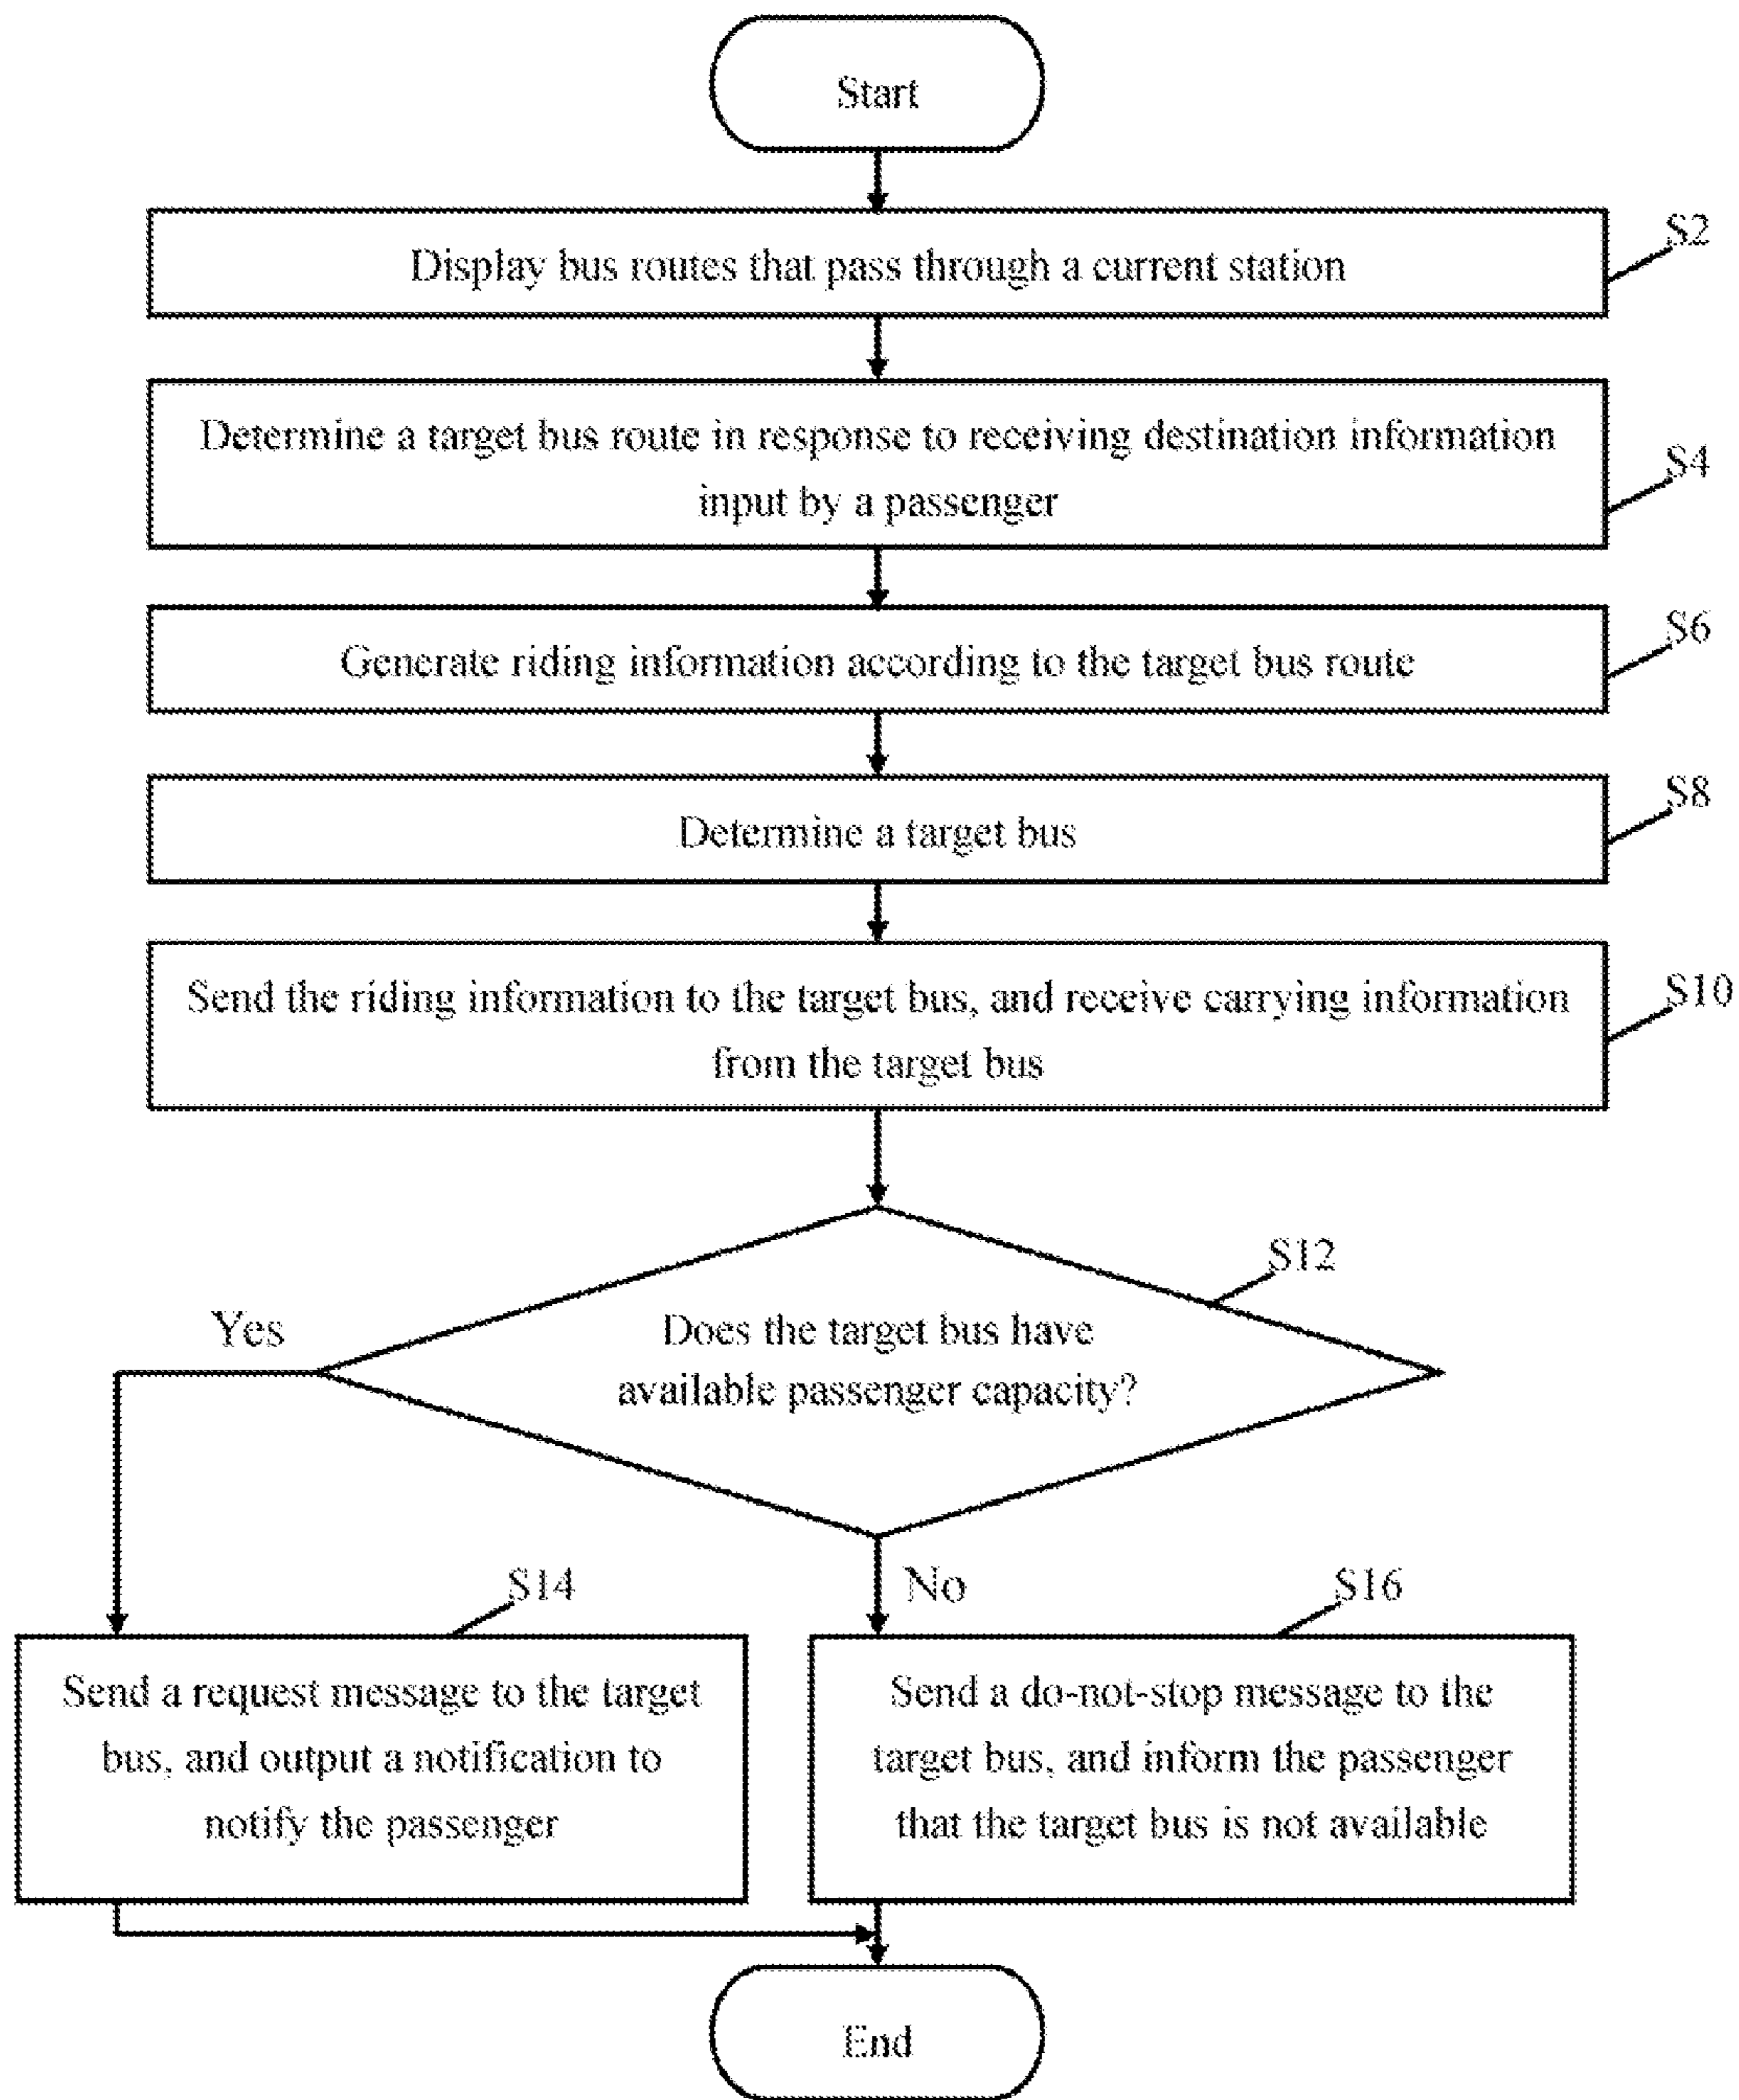 Start
S2
Display bus routes that pass through a current station
Determine a target bus route in response to receiving destination information
S4
input by a passenger
S6
Generate riding information according to the target bus route
S8
Determine a target bus
Send the riding information to the target bus, and receive carrying information
S10
from the target bus
S12
Yes
Does the target bus have
available passenger capacity?
S14
No
S16
Send a request message to the target
bus, and output a notification to
notify the passenger
Send a do-not-stop message to the
target bus, and inform the passenger
that the target bus is not available
End